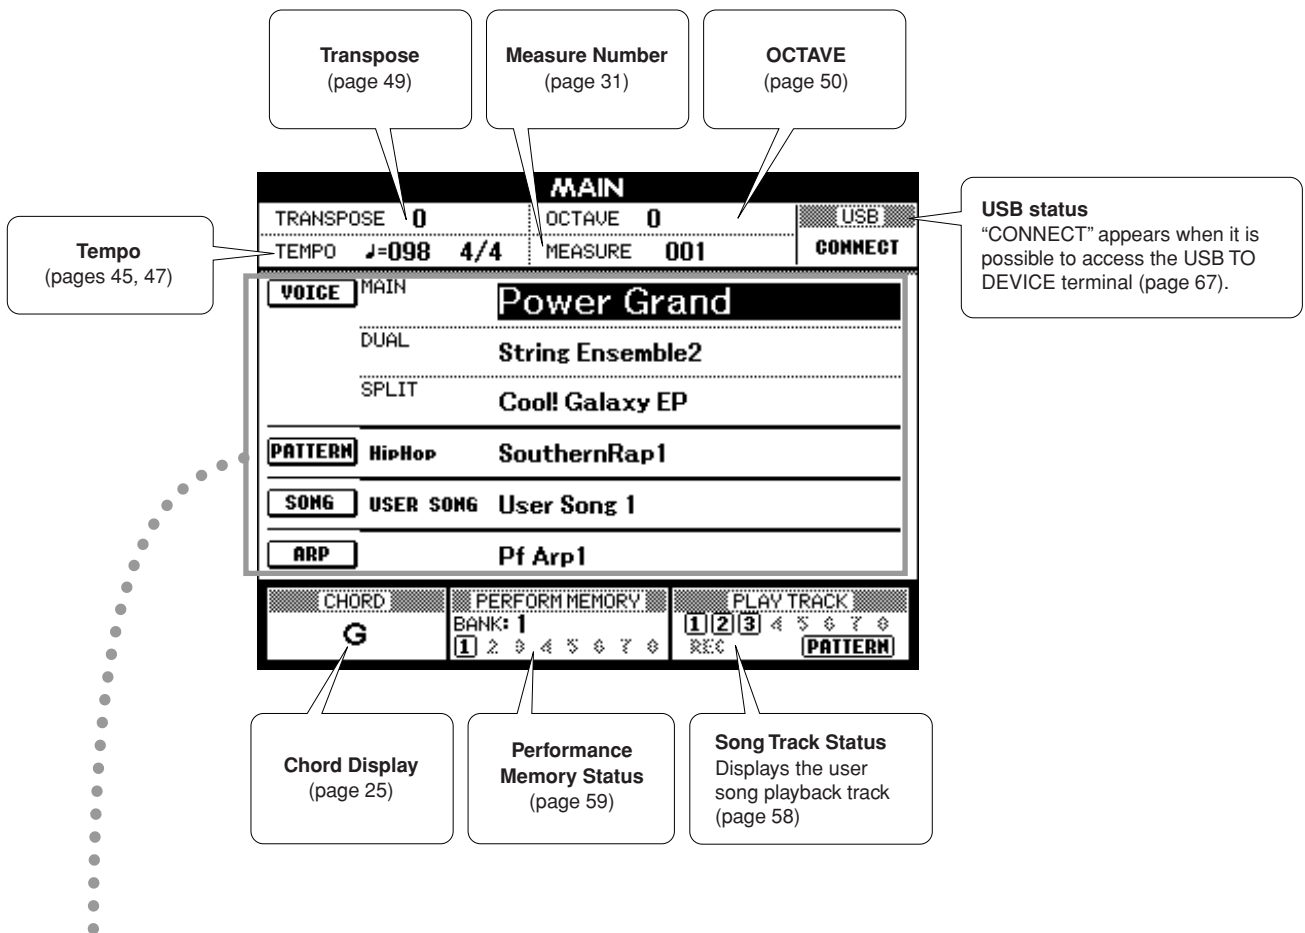 Transpose
(page 49)
Measure Number
(page 31)
OCTAVE
(page 50)
MAIN
TRANSPOSE 0
OCTAVE 0
USB
TEMPO ♩=098 4/4
MEASURE 001
CONNECT
Tempo
(pages 45, 47)
USB status
“CONNECT” appears when it is
possible to access the USB TO
DEVICE terminal (page 67).
VOICE MAIN Power Grand
DUAL String Ensemble2
SPLIT Cool! Galaxy EP
PATTERN HipHop SouthernRap1
SONG USER SONG User Song 1
ARP Pf Arp1
CHORD
G
PERFORM MEMORY
BANK: 1
1 2 3 4 5 6 7 8
PLAY TRACK
1 2 3 4 5 6 7 8
REC PATTERN
Chord Display
(page 25)
Performance
Memory Status
(page 59)
Song Track Status
Displays the user
song playback track
(page 58)